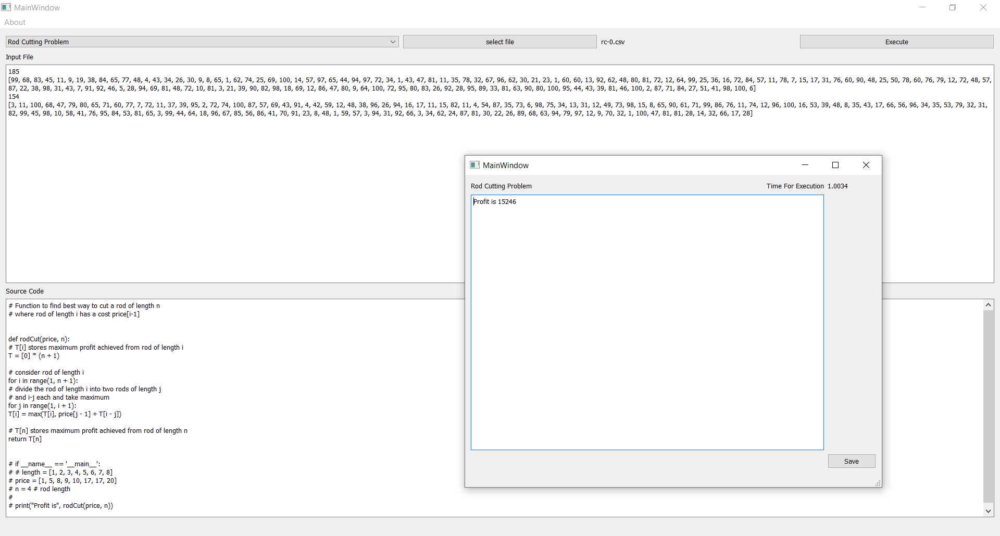 MainWindow
About
Rod Cutting Problem
select file
rc-0.csv
Execute
Input File
185
[99, 68, 83, 45, 11, 9, 19, 38, 84, 65, 77, 48, 4, 43, 34, 26, 30, 9, 8, 65, 1, 62, 74, 25, 69, 100, 14, 57, 97, 65, 44, 94, 97, 72, 34, 1, 43, 47, 81, 11, 35, 78, 32, 67, 96, 62, 30, 21, 23, 1, 60, 60, 13, 92, 62, 48, 80, 81, 72, 12, 64, 99, 25, 36, 16, 72, 84, 57, 11, 78, 7, 15, 17, 31, 76, 60, 90, 48, 25, 50, 78, 60, 76, 79, 12, 72, 48, 57,
87, 22, 38, 98, 31, 43, 7, 91, 92, 46, 5, 28, 94, 69, 81, 48, 72, 10, 81, 3, 21, 39, 90, 82, 98, 18, 69, 12, 86, 47, 80, 9, 64, 100, 72, 95, 80, 83, 26, 92, 28, 95, 89, 33, 81, 63, 90, 80, 100, 95, 44, 43, 39, 81, 46, 100, 2, 87, 71, 84, 27, 51, 41, 98, 100, 6]
154
[3, 11, 100, 68, 47, 79, 80, 65, 71, 60, 77, 7, 72, 11, 37, 39, 95, 2, 72, 74, 100, 87, 57, 69, 43, 91, 4, 42, 59, 12, 48, 38, 96, 26, 94, 16, 17, 11, 15, 82, 11, 4, 54, 87, 35, 73, 6, 98, 75, 34, 13, 31, 12, 49, 73, 98, 15, 8, 65, 90, 61, 71, 99, 86, 76, 11, 74, 12, 96, 100, 16, 53, 39, 48, 8, 35, 43, 17, 66, 56, 96, 34, 35, 53, 79, 32, 31,
82, 99, 45, 98, 10, 58, 41, 76, 95, 84, 53, 81, 65, 3, 99, 44, 64, 18, 96, 67, 85, 56, 86, 41, 70, 91, 23, 8, 48, 1, 59, 57, 3, 94, 31, 92, 66, 3, 34, 62, 24, 87, 81, 30, 22, 26, 89, 68, 63, 94, 79, 97, 12, 9, 70, 32, 1, 100, 47, 81, 81, 28, 14, 32, 66, 17, 28]
MainWindow
Rod Cutting Problem
Time For Execution 1.0034
Profit is 15246
Save
Source Code
# Function to find best way to cut a rod of length n
# where rod of length i has a cost price[i-1]
def rodCut(price, n):
# T[i] stores maximum profit achieved from rod of length i
T = [0] * (n + 1)
# consider rod of length i
for i in range(1, n + 1):
# divide the rod of length i into two rods of length j
# and i-j each and take maximum
for j in range(1, i + 1):
T[i] = max(T[i], price[j - 1] + T[i - j])
# T[n] stores maximum profit achieved from rod of length n
return T[n]
# if __name__ == '__main__':
# # length = [1, 2, 3, 4, 5, 6, 7, 8]
# price = [1, 5, 8, 9, 10, 17, 17, 20]
# n = 4 # rod length
#
# print("Profit is", rodCut(price, n))